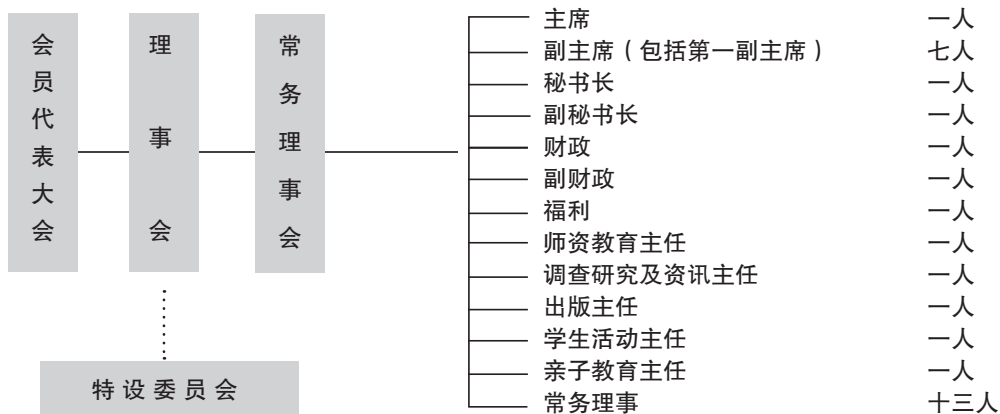 会员代表大会
理事会
常务理事会
主席 一人
副主席（包括第一副主席） 七人
秘书长 一人
副秘书长 一人
财政 一人
副财政 一人
福利 一人
师资教育主任 一人
调查研究及资讯主任 一人
出版主任 一人
学生活动主任 一人
亲子教育主任 一人
常务理事 十三人
特设委员会